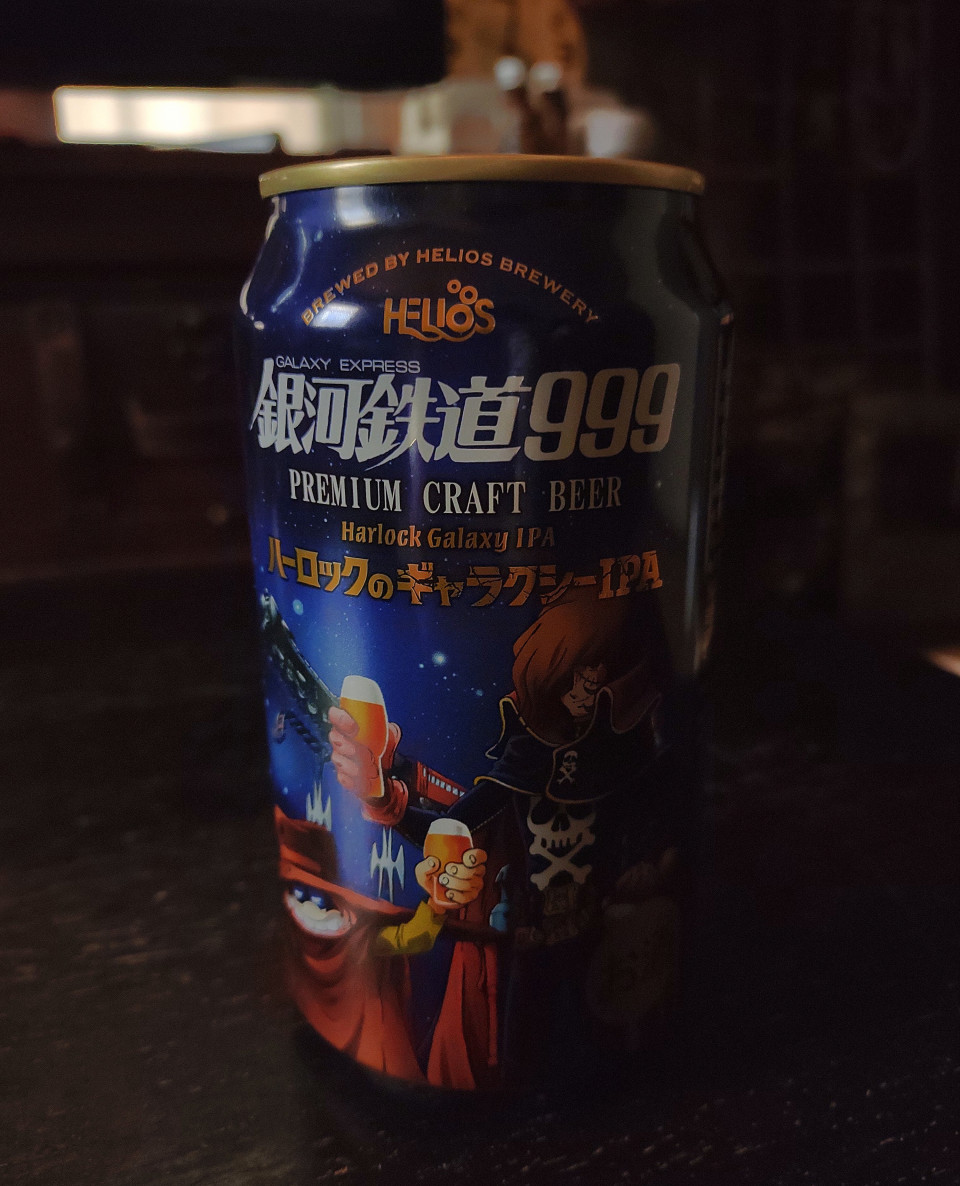 BREWED BY HELIOS BREWERY
HELIOS
GALAXY EXPRESS
銀河鉄道999
PREMIUM CRAFT BEER
Harlock Galaxy IPA
ハーロックのギャラクシーIPA